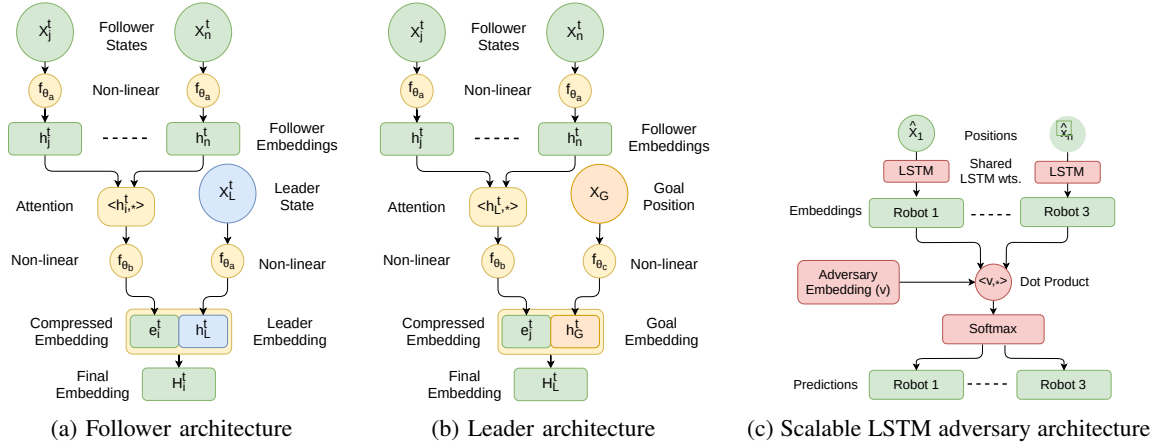 X_j^t
Follower States
X_n^t
f_θa
Non-linear
f_θa
h_j^t
h_n^t
Follower Embeddings
Attention
<h_i^t,*>
X_L^t
Leader State
Non-linear
f_θb
f_θa
Non-linear
Compressed Embedding
e_i^t
h_L^t
Leader Embedding
Final Embedding
H_i^t
(a) Follower architecture
X_j^t
Follower States
X_n^t
f_θa
Non-linear
f_θa
h_j^t
h_n^t
Follower Embeddings
Attention
<h_L^t,*>
X_G
Goal Position
Non-linear
f_θb
f_θc
Non-linear
Compressed Embedding
e_j^t
h_G^t
Goal Embedding
Final Embedding
H_L^t
(b) Leader architecture
X̂_1
Positions
x̂_n
LSTM
Shared LSTM wts.
LSTM
Embeddings
Robot 1
Robot 3
Adversary Embedding (v)
<v,*>
Dot Product
Softmax
Predictions
Robot 1
Robot 3
(c) Scalable LSTM adversary architecture